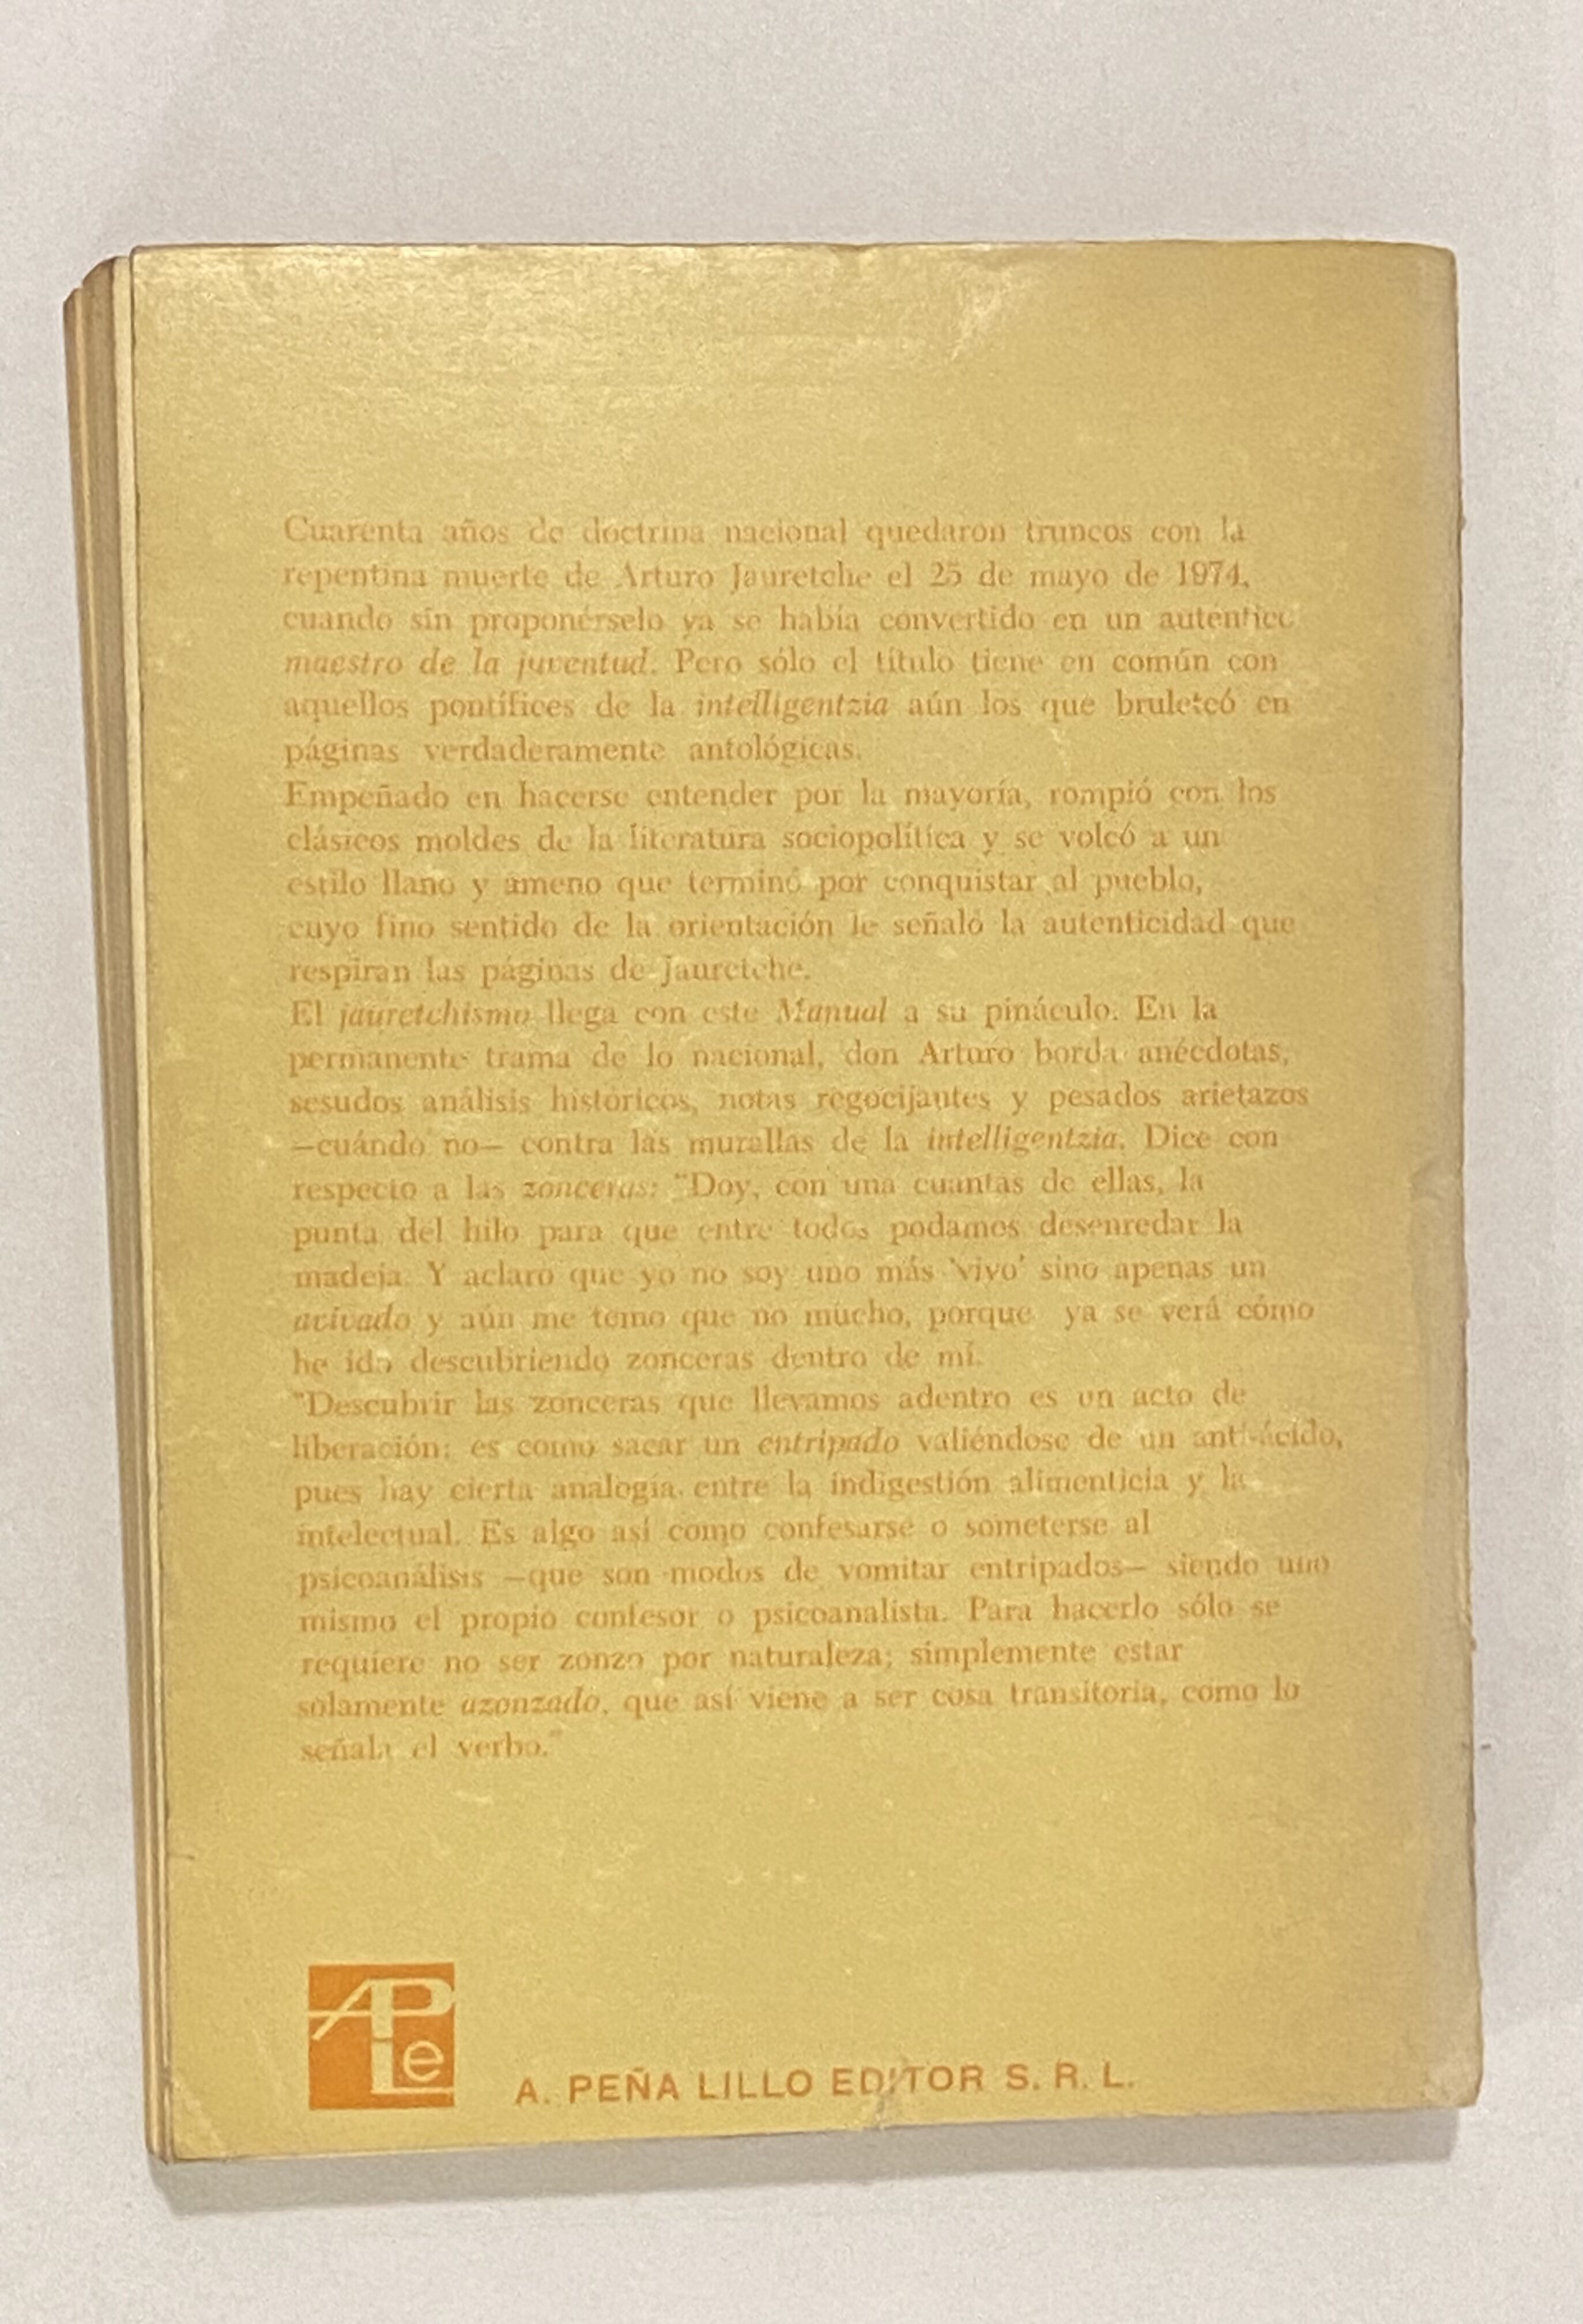 Cuarenta años de doctrina nacional quedaron truncos con la
repentina muerte de Arturo Jauretche el 25 de mayo de 1974,
cuando sin proponérselo ya se había convertido en un auténtico
maestro de la juventud. Pero sólo el título tiene en común con
aquellos pontífices de la intelligentzia aún los que bruleteó en
páginas verdaderamente antológicas.
Empeñado en hacerse entender por la mayoría, rompió con los
clásicos moldes de la literatura sociopolítica y se volcó a un
estilo llano y ameno que terminó por conquistar al pueblo,
cuyo fino sentido de la orientación le señaló la autenticidad que
respiran las páginas de Jauretche.
El jauretchismo llega con este Manual a su pináculo. En la
permanente trama de lo nacional, don Arturo borda anécdotas,
sesudos análisis históricos, notas regocijantes y pesados arietazos
—cuándo no— contra las murallas de la intelligentzia. Dice con
respecto a las zonceras: "Doy, con una cuantas de ellas, la
punta del hilo para que entre todos podamos desenredar la
madeja. Y aclaro que yo no soy uno más 'vivo' sino apenas un
avivado y aún me temo que no mucho, porque ya se verá cómo
he ido descubriendo zonceras dentro de mí.
"Descubrir las zonceras que llevamos adentro es un acto de
liberación: es como sacar un entripado valiéndose de un anti-ácido,
pues hay cierta analogía entre la indigestión alimenticia y la
intelectual. Es algo así como confesarse o someterse al
psicoanálisis —que son modos de vomitar entripados— siendo uno
mismo el propio confesor o psicoanalista. Para hacerlo sólo se
requiere no ser zonzo por naturaleza; simplemente estar
solamente azonzado, que así viene a ser cosa transitoria, como lo
señala el verbo."
APLe
A. PEÑA LILLO EDITOR S. R. L.